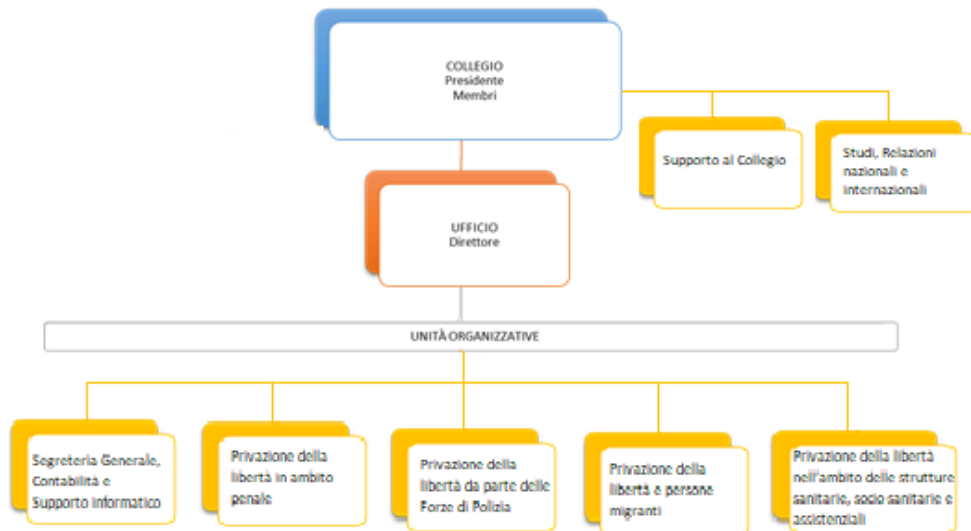 COLLEGIO
Presidente
Membri
Supporto al Collegio
Studi, Relazioni
nazionali e
internazionali
UFFICIO
Direttore
UNITÀ ORGANIZZATIVE
Segreteria Generale,
Contabilità e
Supporto informatico
Privazione della
libertà in ambito
penale
Privazione della
libertà da parte delle
Forze di Polizia
Privazione della
libertà e persone
migranti
Privazione della libertà
nell'ambito delle strutture
sanitarie, socio sanitarie e
assistenziali